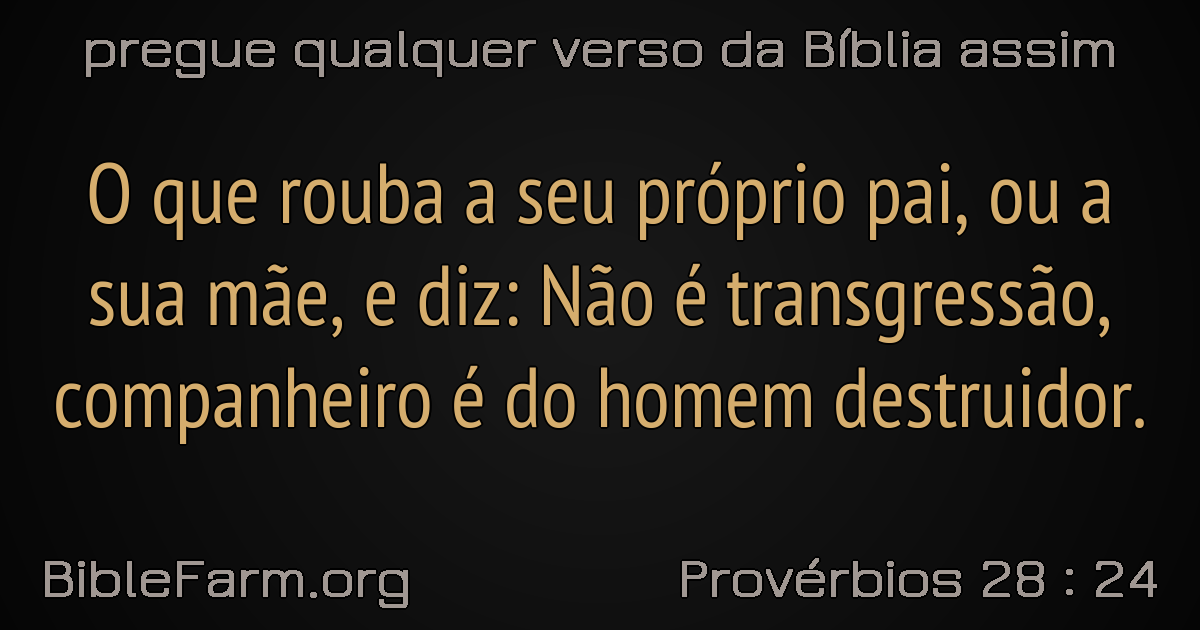 pregue qualquer verso da Bíblia assim
O que rouba a seu próprio pai, ou a
sua mãe, e diz: Não é transgressão,
companheiro é do homem destruidor.
BibleFarm.org
Provérbios 28 : 24